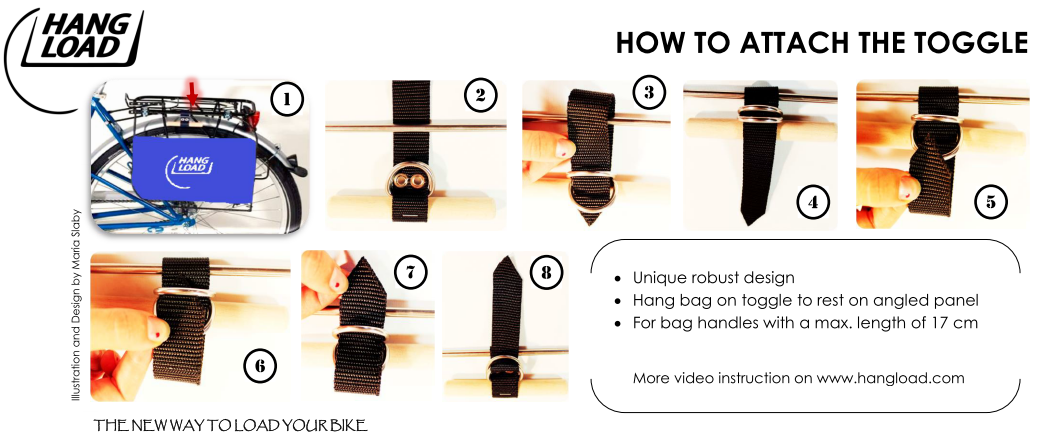 HANG
LOAD
HOW TO ATTACH THE TOGGLE
1
2
3
4
5
HANG
LOAD
6
7
8
• Unique robust design
• Hang bag on toggle to rest on angled panel
• For bag handles with a max. length of 17 cm
More video instruction on www.hangload.com
Illustration and Design by Maria Slaby
THE NEW WAY TO LOAD YOUR BIKE